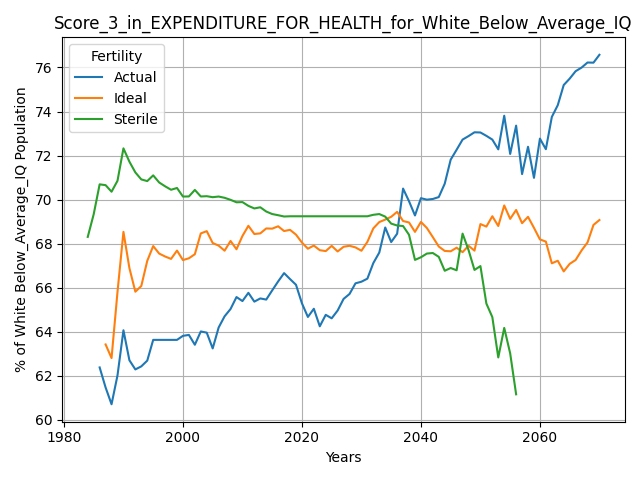 Score_3_in_EXPENDITURE_FOR_HEALTH_for_White_Below_Average_IQ
% of White Below_Average_IQ Population
Fertility
Actual
Ideal
Sterile
76
74
72
70
68
66
64
62
60
1980 2000 2020 2040 2060
Years